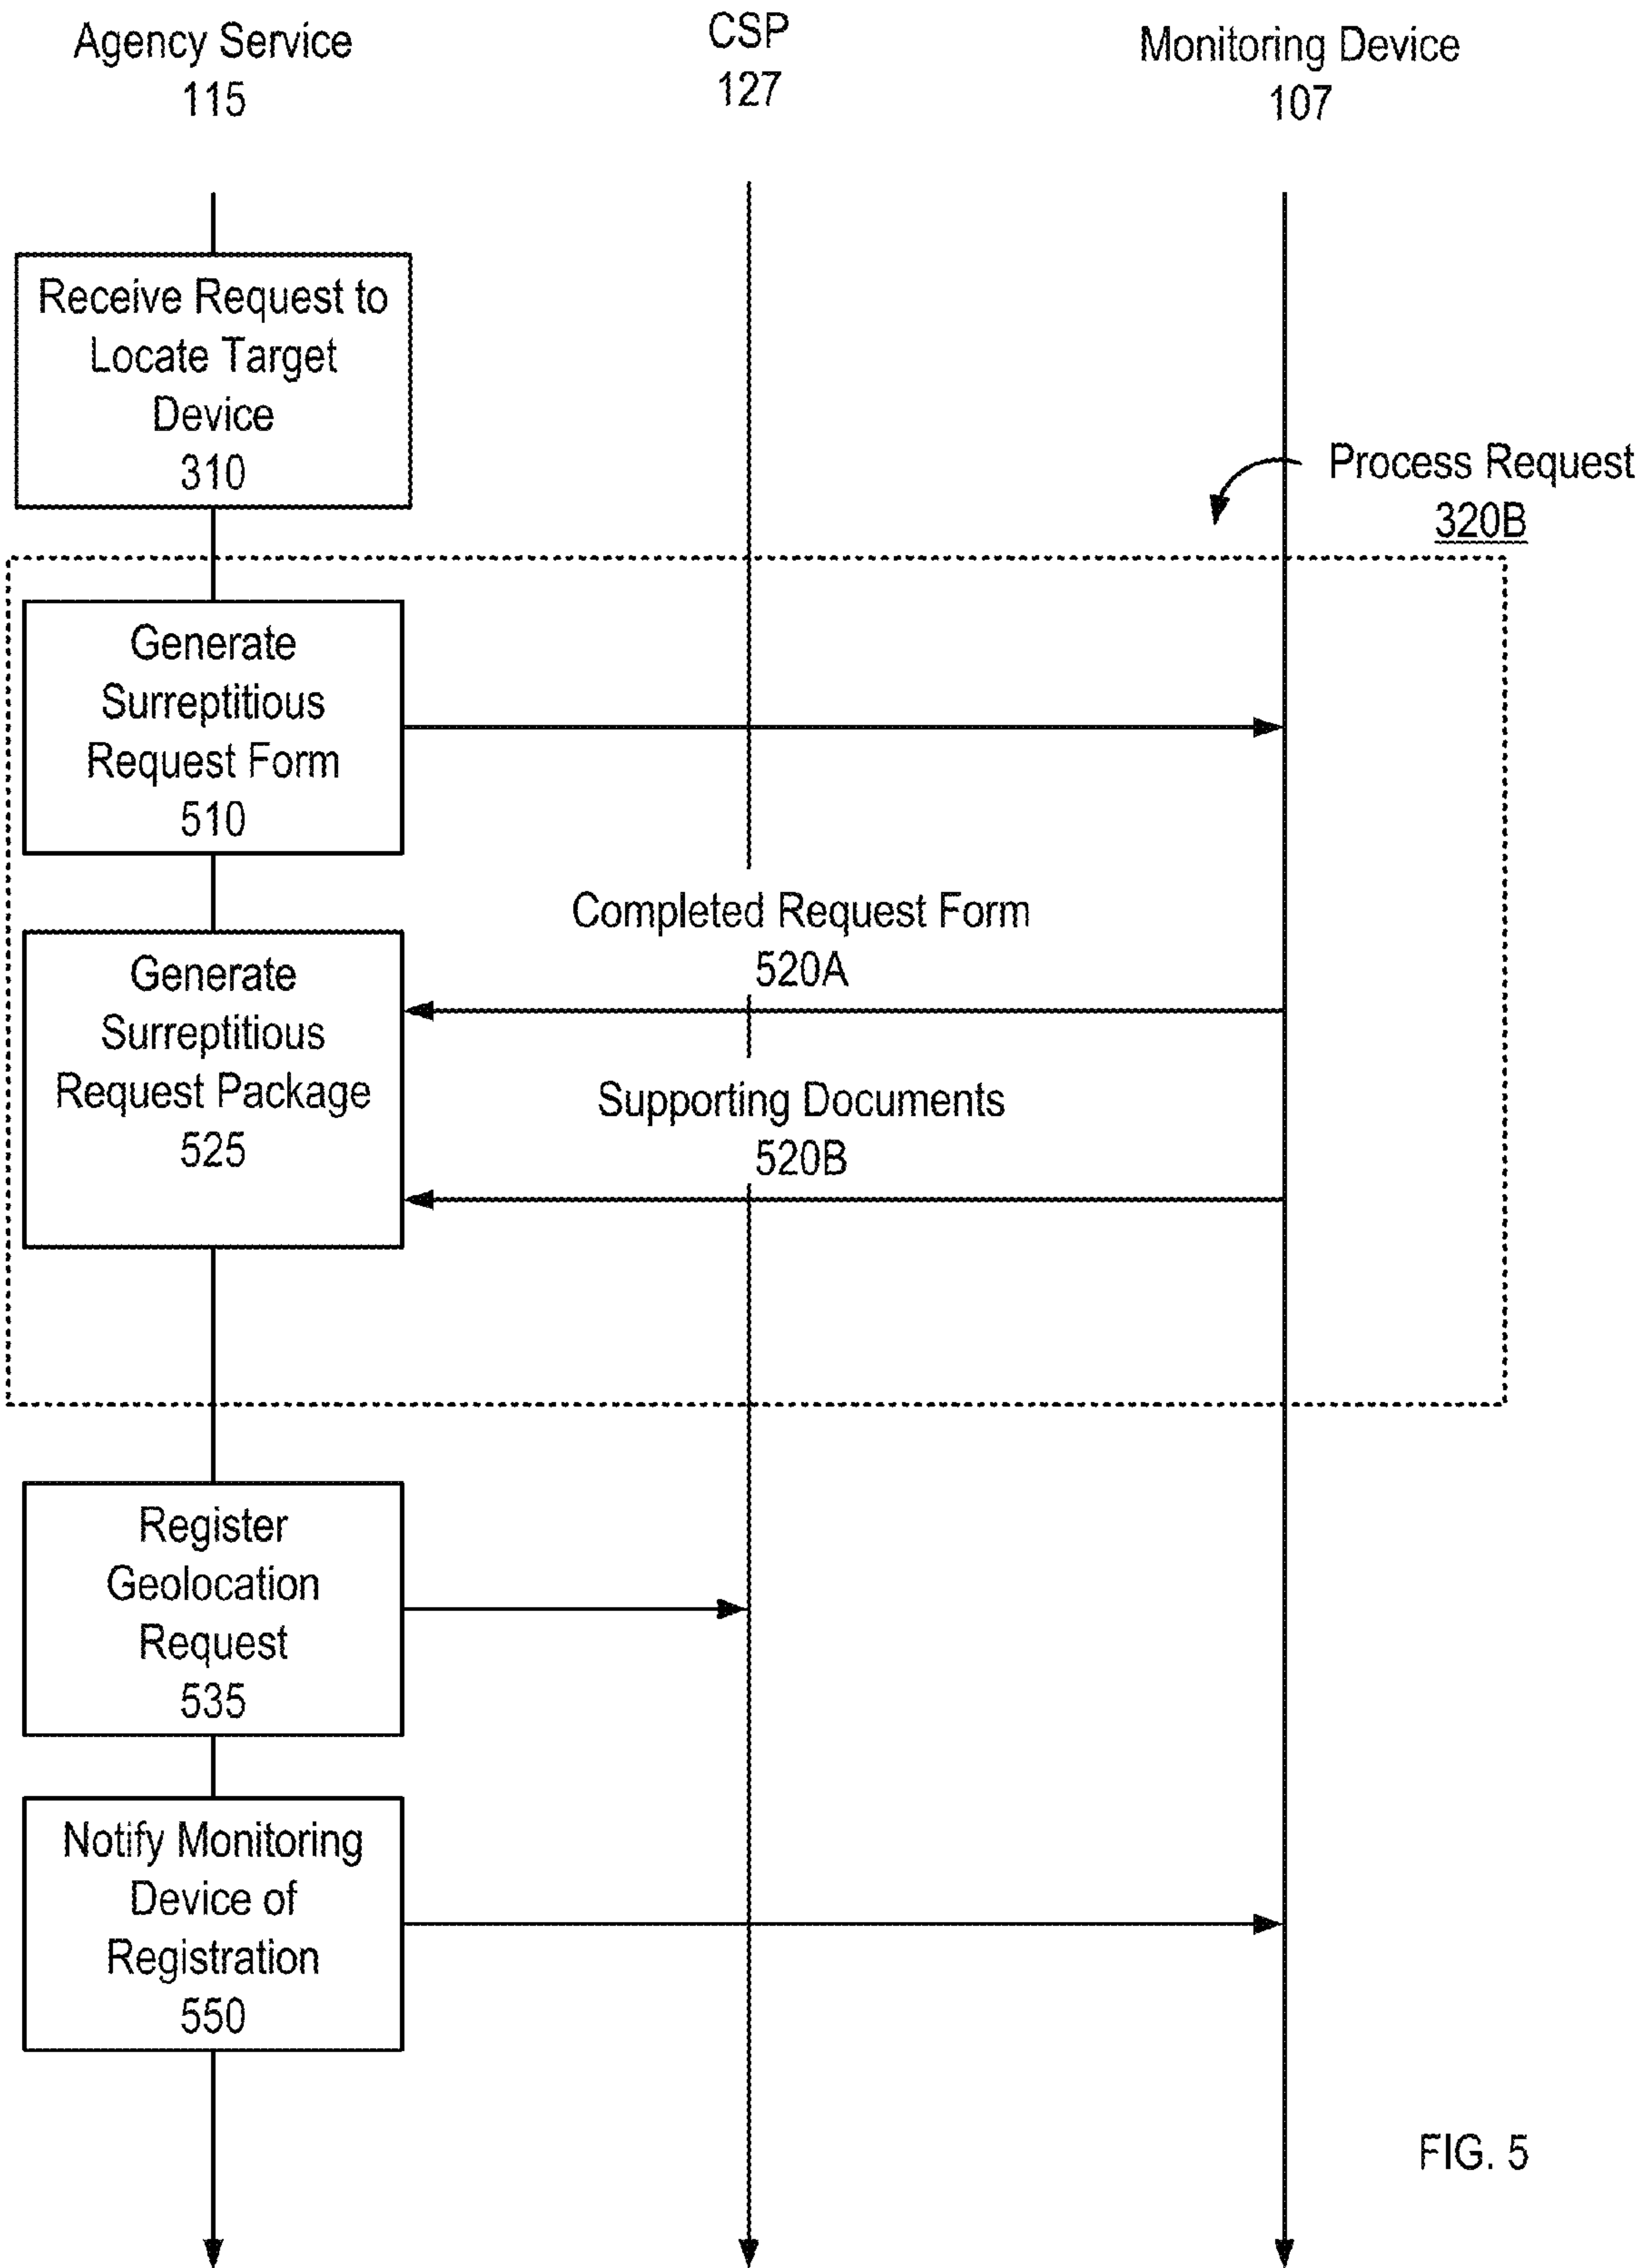 Agency Service
115
CSP
127
Monitoring Device
107
Receive Request to
Locate Target
Device
310
Process Request
320B
Generate
Surreptitious
Request Form
510
Completed Request Form
520A
Generate
Surreptitious
Request Package
525
Supporting Documents
520B
Register
Geolocation
Request
535
Notify Monitoring
Device of
Registration
550
FIG. 5